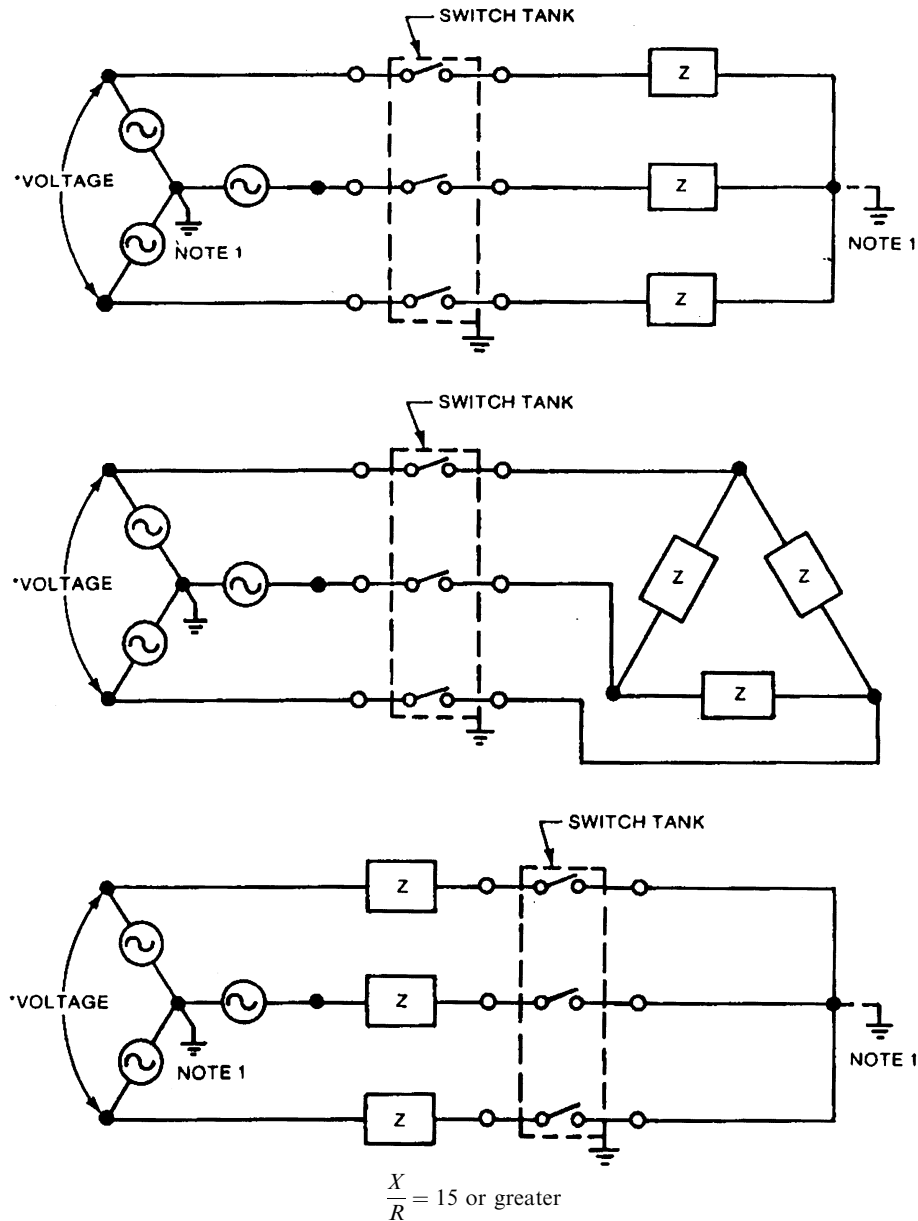 SWITCH TANK
Z
*VOLTAGE
Z
NOTE 1
NOTE 1
Z
SWITCH TANK
*VOLTAGE
Z
Z
Z
SWITCH TANK
Z
*VOLTAGE
Z
NOTE 1
NOTE 1
Z
X/R = 15 or greater